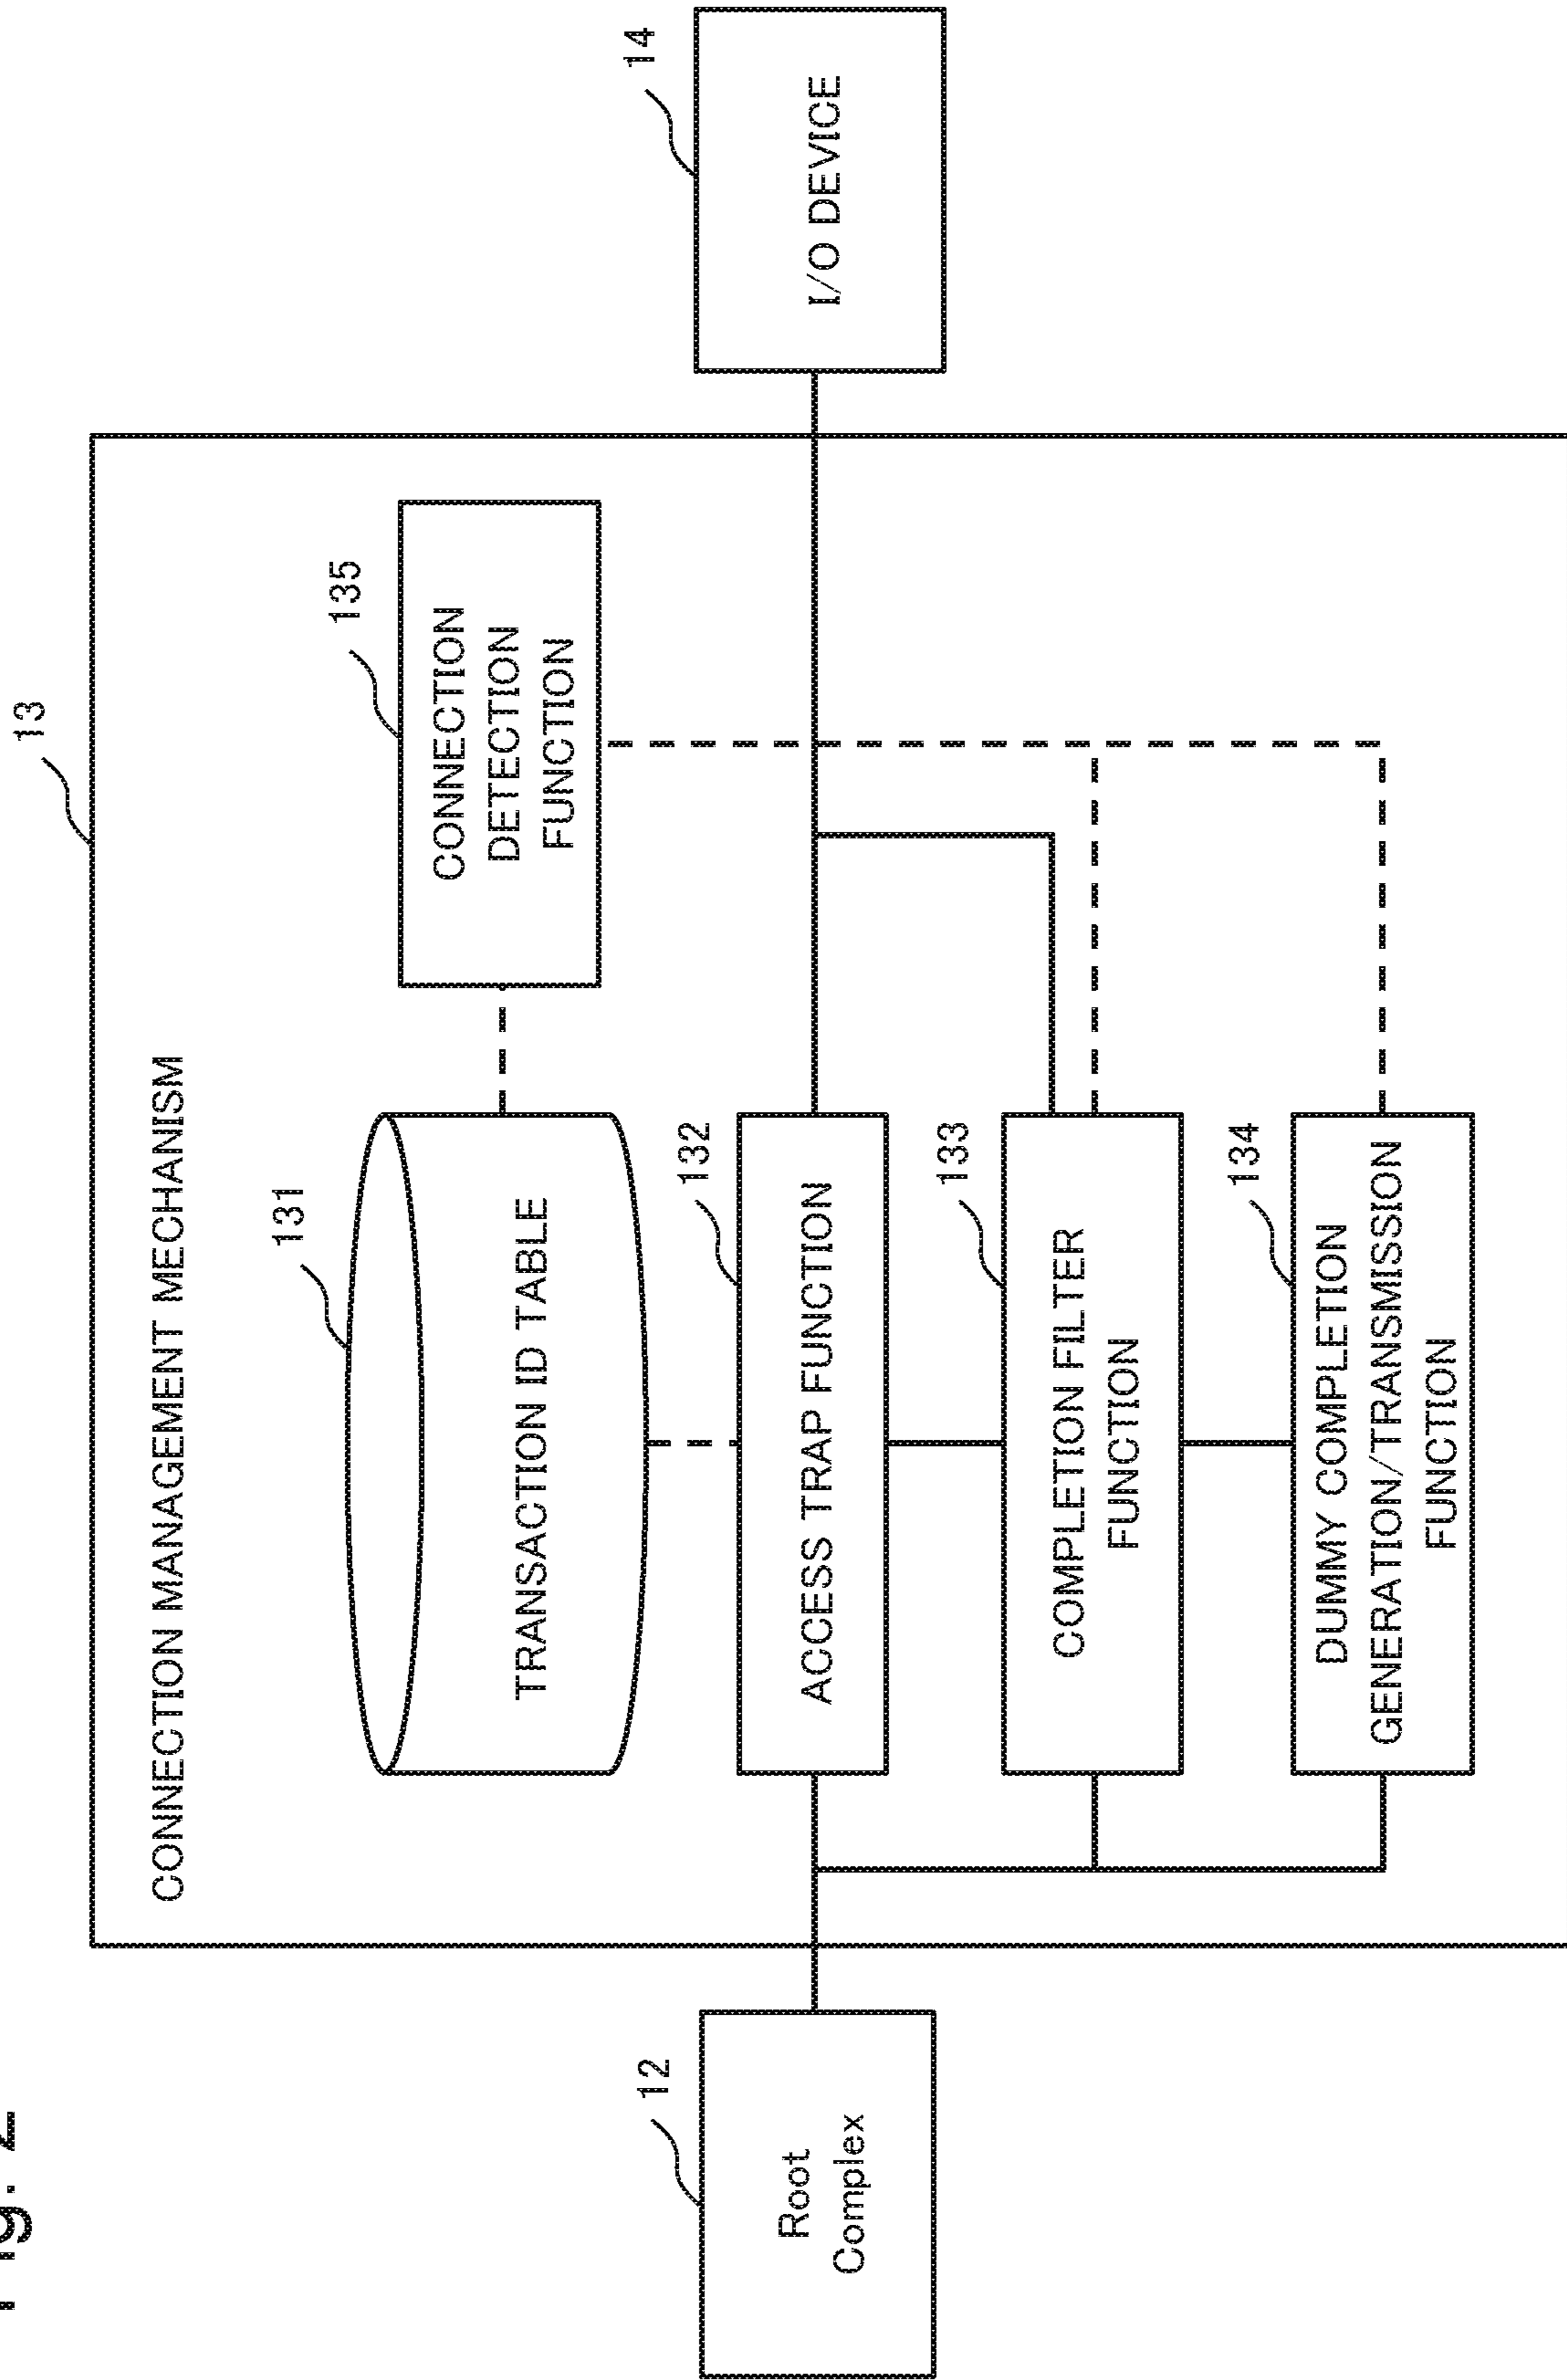 Fig. 2
13
CONNECTION MANAGEMENT MECHANISM
131
TRANSACTION ID TABLE
135
CONNECTION
DETECTION
FUNCTION
12
Root
Complex
132
ACCESS TRAP FUNCTION
14
I/O DEVICE
133
COMPLETION FILTER
FUNCTION
134
DUMMY COMPLETION
GENERATION/TRANSMISSION
FUNCTION